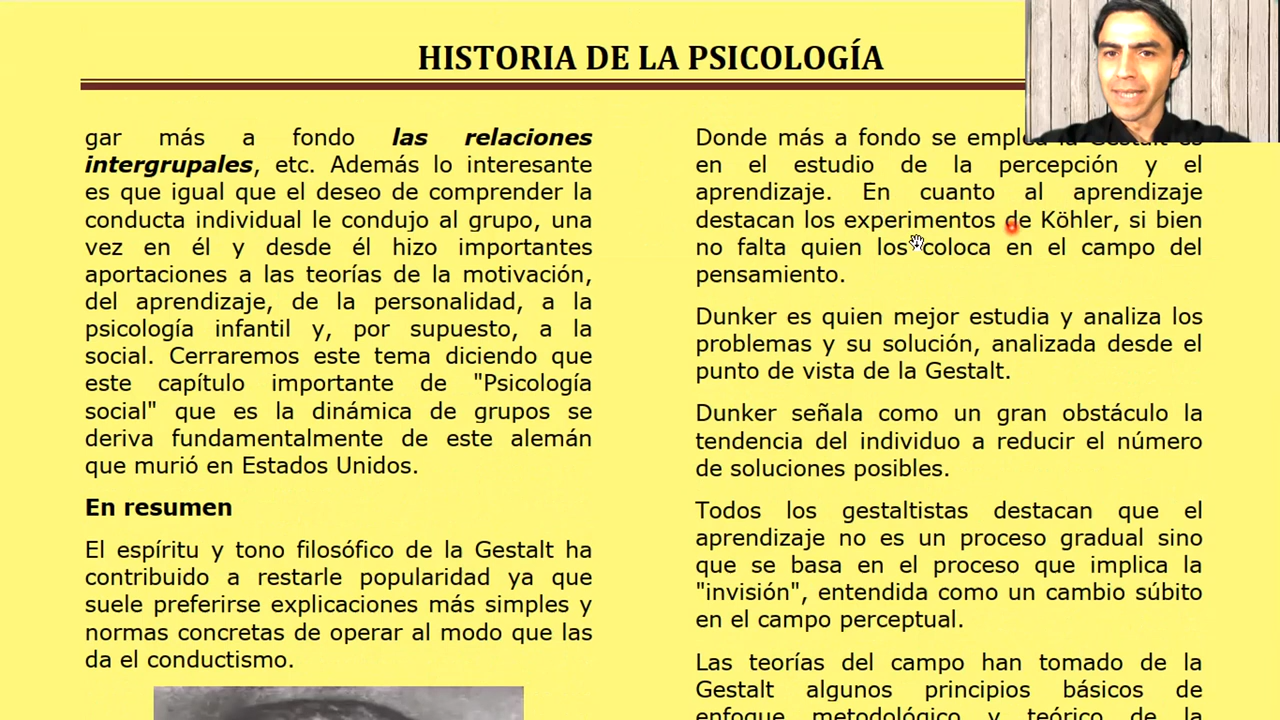 HISTORIA DE LA PSICOLOGÍA
gar más a fondo las relaciones
intergrupales, etc. Además lo interesante
es que igual que el deseo de comprender la
conducta individual le condujo al grupo, una
vez en él y desde él hizo importantes
aportaciones a las teorías de la motivación,
del aprendizaje, de la personalidad, a la
psicología infantil y, por supuesto, a la
social. Cerraremos este tema diciendo que
este capítulo importante de "Psicología
social" que es la dinámica de grupos se
deriva fundamentalmente de este alemán
que murió en Estados Unidos.
En resumen
El espíritu y tono filosófico de la Gestalt ha
contribuido a restarle popularidad ya que
suele preferirse explicaciones más simples y
normas concretas de operar al modo que las
da el conductismo.
Donde más a fondo se emplea la Gestalt es
en el estudio de la percepción y el
aprendizaje. En cuanto al aprendizaje
destacan los experimentos de Köhler, si bien
no falta quien los coloca en el campo del
pensamiento.
Dunker es quien mejor estudia y analiza los
problemas y su solución, analizada desde el
punto de vista de la Gestalt.
Dunker señala como un gran obstáculo la
tendencia del individuo a reducir el número
de soluciones posibles.
Todos los gestaltistas destacan que el
aprendizaje no es un proceso gradual sino
que se basa en el proceso que implica la
"invisión", entendida como un cambio súbito
en el campo perceptual.
Las teorías del campo han tomado de la
Gestalt algunos principios básicos de
enfoque metodológico y teórico de la